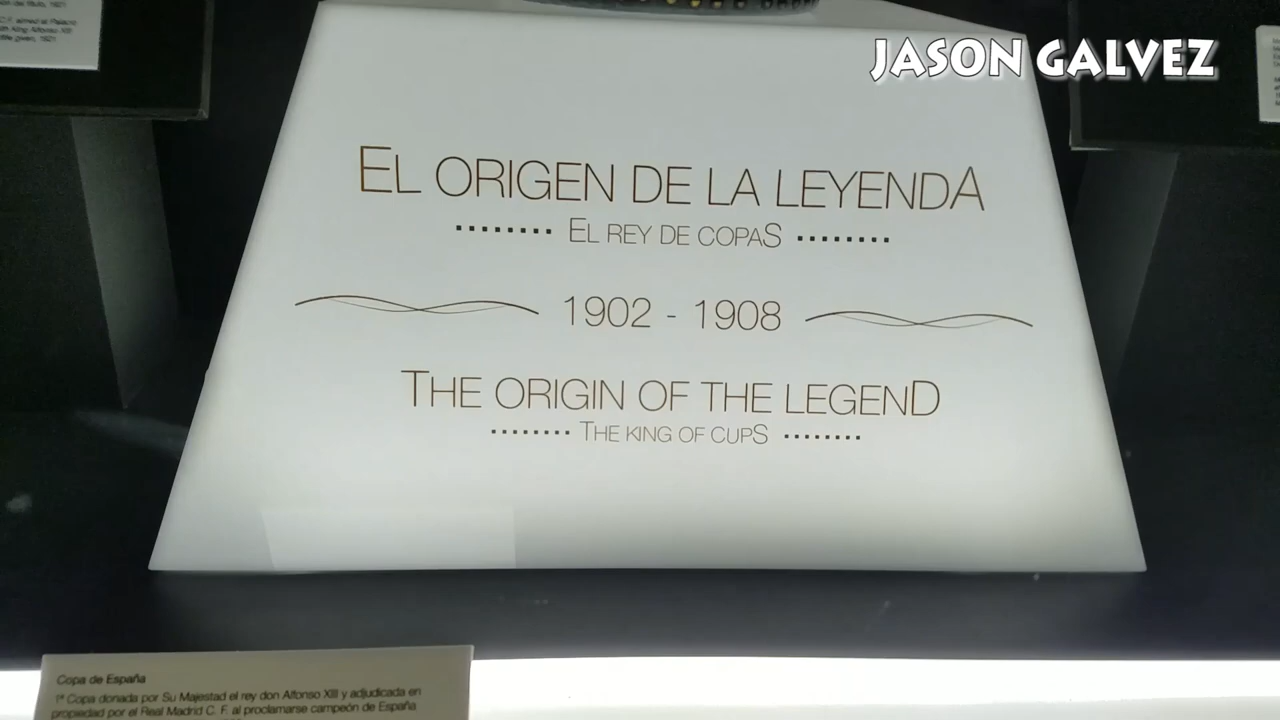 JASON GALVEZ
EL ORIGEN DE LA LEYENDA
EL REY DE COPAS
1902 - 1908
THE ORIGIN OF THE LEGEND
THE KING OF CUPS
Copa de España
1ª Copa donada por Su Majestad el rey don Alfonso XIII y adjudicada en
propiedad por el Real Madrid C. F. al proclamarse campeón de España